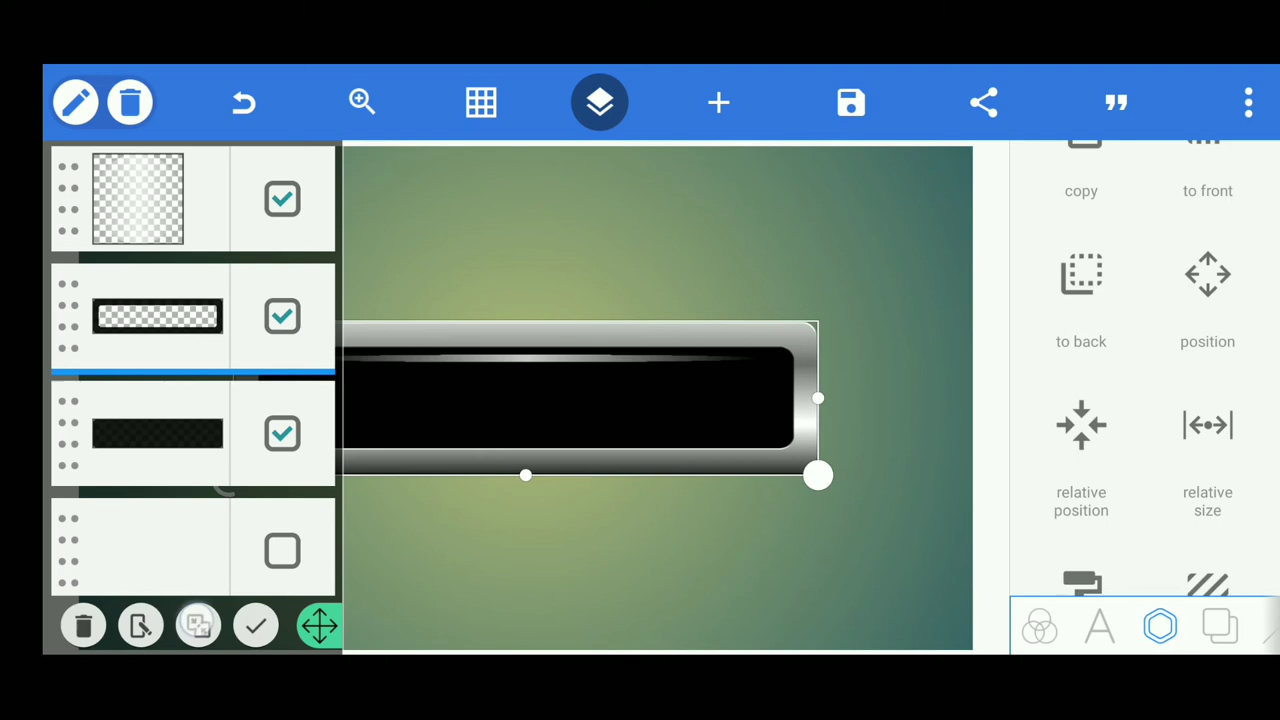 copy
to front
to back
position
relative
position
relative
size